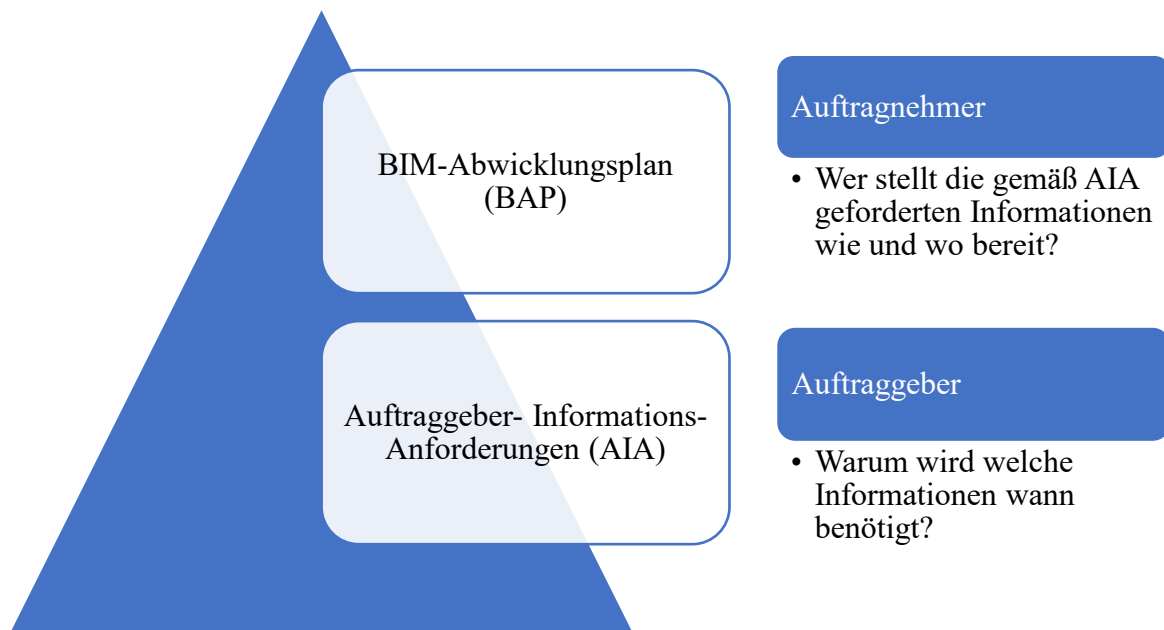 BIM-Abwicklungsplan
(BAP)
Auftragnehmer
• Wer stellt die gemäß AIA
geforderten Informationen
wie und wo bereit?
Auftraggeber- Informations-
Anforderungen (AIA)
Auftraggeber
• Warum wird welche
Informationen wann
benötigt?